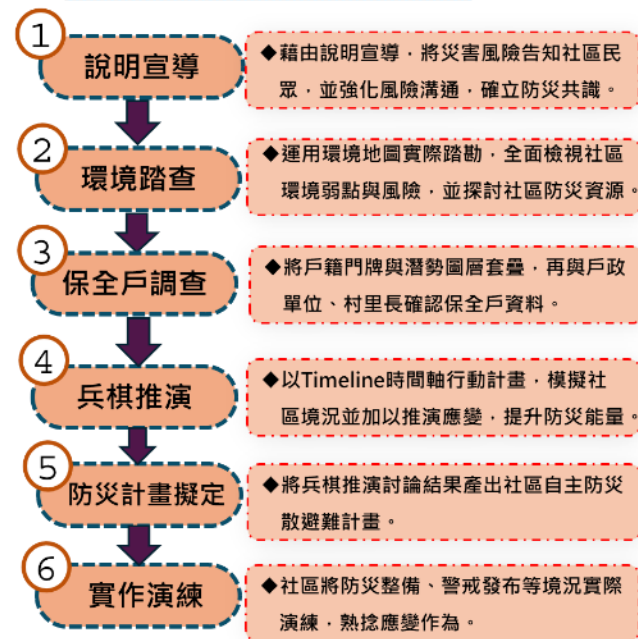 1
說明宣導
◆藉由說明宣導，將災害風險告知社區民
眾，並強化風險溝通，確立防災共識。
2
環境踏查
◆運用環境地圖實際踏勘，全面檢視社區
環境弱點與風險，並探討社區防災資源。
3
保全戶調查
◆將戶籍門牌與潛勢圖層套疊，再與戶政
單位、村里長確認保全戶資料。
4
兵棋推演
◆以Timeline時間軸行動計畫，模擬社
區境況並加以推演應變，提升防災能量。
5
防災計畫擬定
◆將兵棋推演討論結果產出社區自主防災
散避難計畫。
6
實作演練
◆社區將防災整備、警戒發布等境況實際
演練，熟捻應變作為。